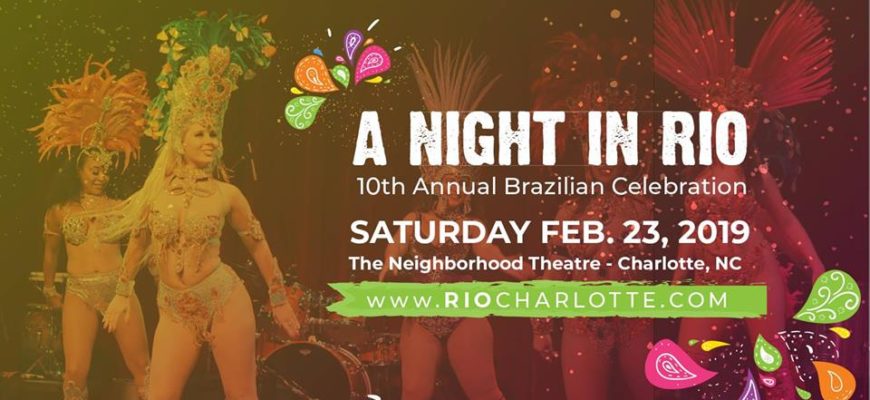 A NIGHT IN RIO
10th Annual Brazilian Celebration
SATURDAY FEB. 23, 2019
The Neighborhood Theatre - Charlotte, NC
WWW.RIOCHARLOTTE.COM